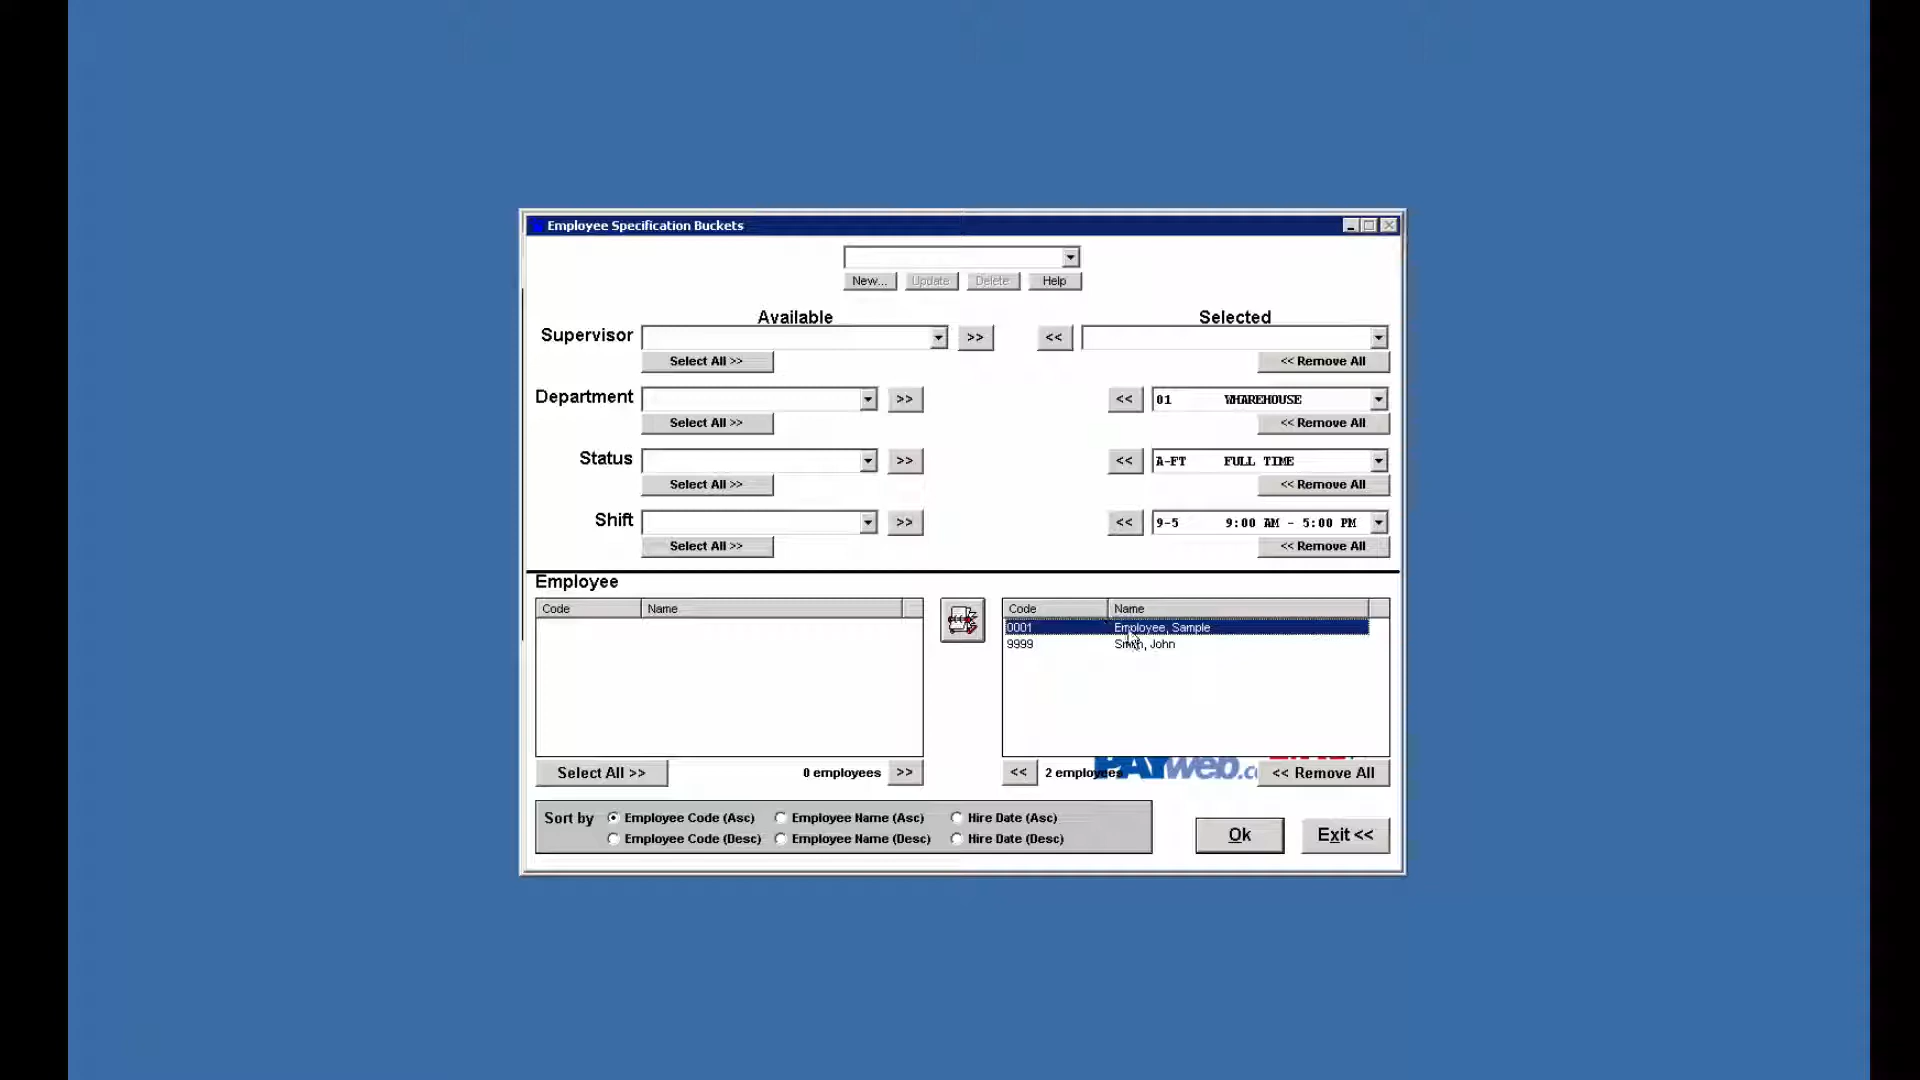 Employee Specification Buckets
New... Update Delete Help
Available Selected
Supervisor >> <<
Select All >> << Remove All
Department >> << 01 WHAREHOUSE
Select All >> << Remove All
Status >> << A-FT FULL TIME
Select All >> << Remove All
Shift >> << 9-5 9:00 AM - 5:00 PM
Select All >> << Remove All
Employee
Code Name Code Name
0001 Employee, Sample
9999 Smith, John
Select All >> 0 employees >> << 2 employees PAYweb.c << Remove All
Sort by Employee Code (Asc) Employee Name (Asc) Hire Date (Asc)
Employee Code (Desc) Employee Name (Desc) Hire Date (Desc)
Ok Exit <<